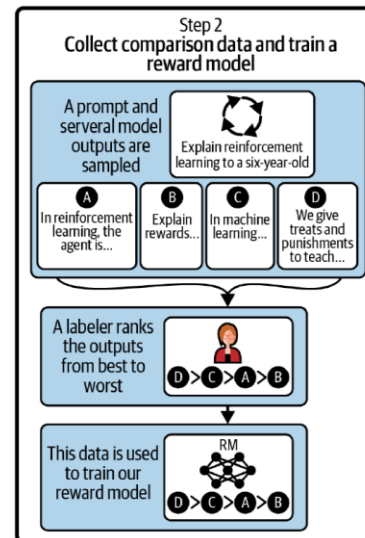 Step 2
Collect comparison data and train a
reward model
A prompt and
serveral model
outputs are
sampled
Explain reinforcement
learning to a six-year-old
A
In reinforcement
learning, the
agent is...
B
Explain
rewards...
C
In machine
learning...
D
We give
treats and
punishments
to teach...
A labeler ranks
the outputs
from best to
worst
D > C > A > B
This data is used
to train our
reward model
RM
D > C > A > B